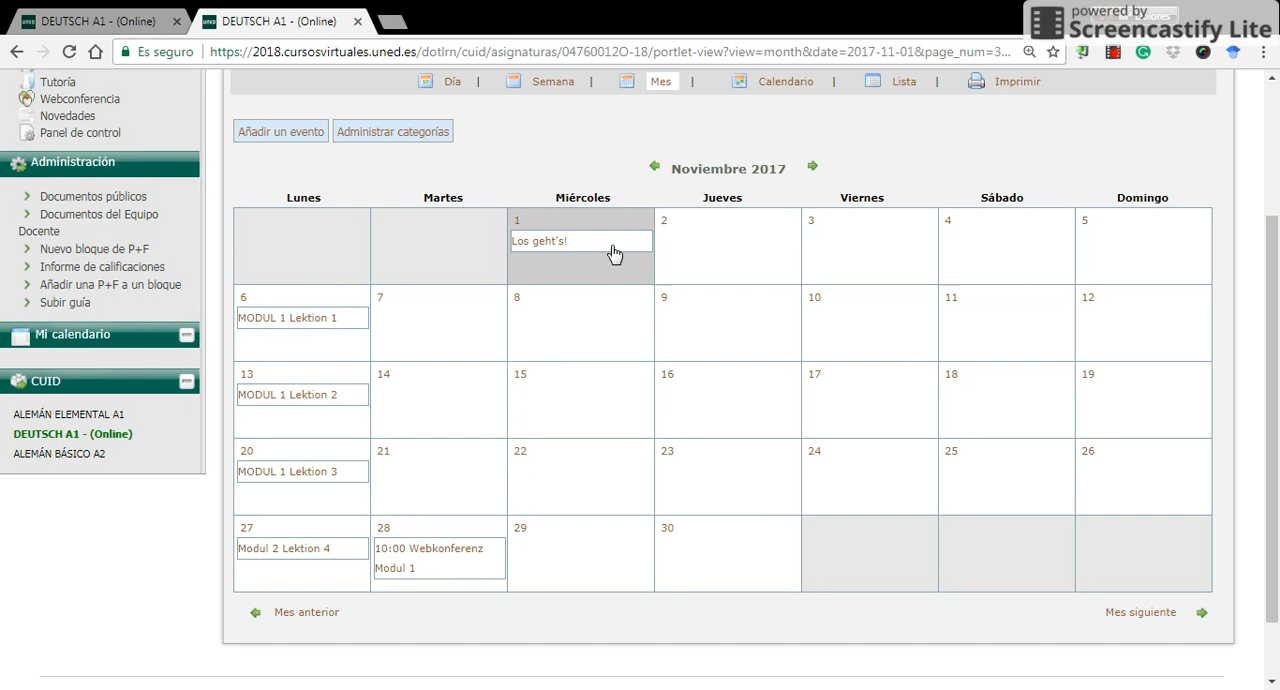 DEUTSCH A1 - (Online)
DEUTSCH A1 - (Online)
powered by
Screencastify Lite
Es seguro
https://2018.cursosvirtuales.uned.es/dotlrn/cuid/asignaturas/04760012O-18/portlet-view?view=month&date=2017-11-01&page_num=3...
Tutoría
Webconferencia
Novedades
Panel de control
Administración
Documentos públicos
Documentos del Equipo
Docente
Nuevo bloque de P+F
Informe de calificaciones
Añadir una P+F a un bloque
Subir guía
Mi calendario
CUID
ALEMÁN ELEMENTAL A1
DEUTSCH A1 - (Online)
ALEMÁN BÁSICO A2
Día | Semana | Mes | Calendario | Lista | Imprimir
Añadir un evento Administrar categorías
Noviembre 2017
Lunes Martes Miércoles Jueves Viernes Sábado Domingo
1 2 3 4 5
Los geht's!
6 7 8 9 10 11 12
MODUL 1 Lektion 1
13 14 15 16 17 18 19
MODUL 1 Lektion 2
20 21 22 23 24 25 26
MODUL 1 Lektion 3
27 28 29 30
Modul 2 Lektion 4 10:00 Webkonferenz
Modul 1
Mes anterior Mes siguiente